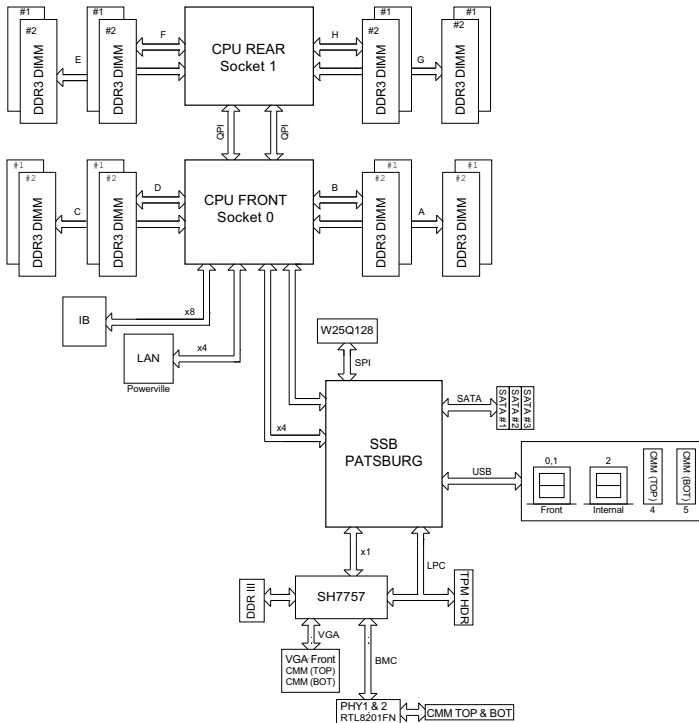 #1
#2
DDR3 DIMM
E
#1
#2
DDR3 DIMM
F
CPU REAR
Socket 1
H
#1
#2
DDR3 DIMM
G
#1
#2
DDR3 DIMM
QPI
QPI
#1
#2
DDR3 DIMM
C
#1
#2
DDR3 DIMM
D
CPU FRONT
Socket 0
B
#1
#2
DDR3 DIMM
A
#1
#2
DDR3 DIMM
IB
x8
LAN
x4
Powerville
W25Q128
SPI
x4
SSB
PATSBURG
SATA
SATA #1
SATA #2
SATA #3
USB
0,1
Front
2
Internal
CMM (TOP)
4
CMM (BOT)
5
x1
LPC
DDR III
SH7757
TPM HDR
VGA
VGA Front
CMM (TOP)
CMM (BOT)
BMC
PHY1 & 2
RTL8201FN
CMM TOP & BOT